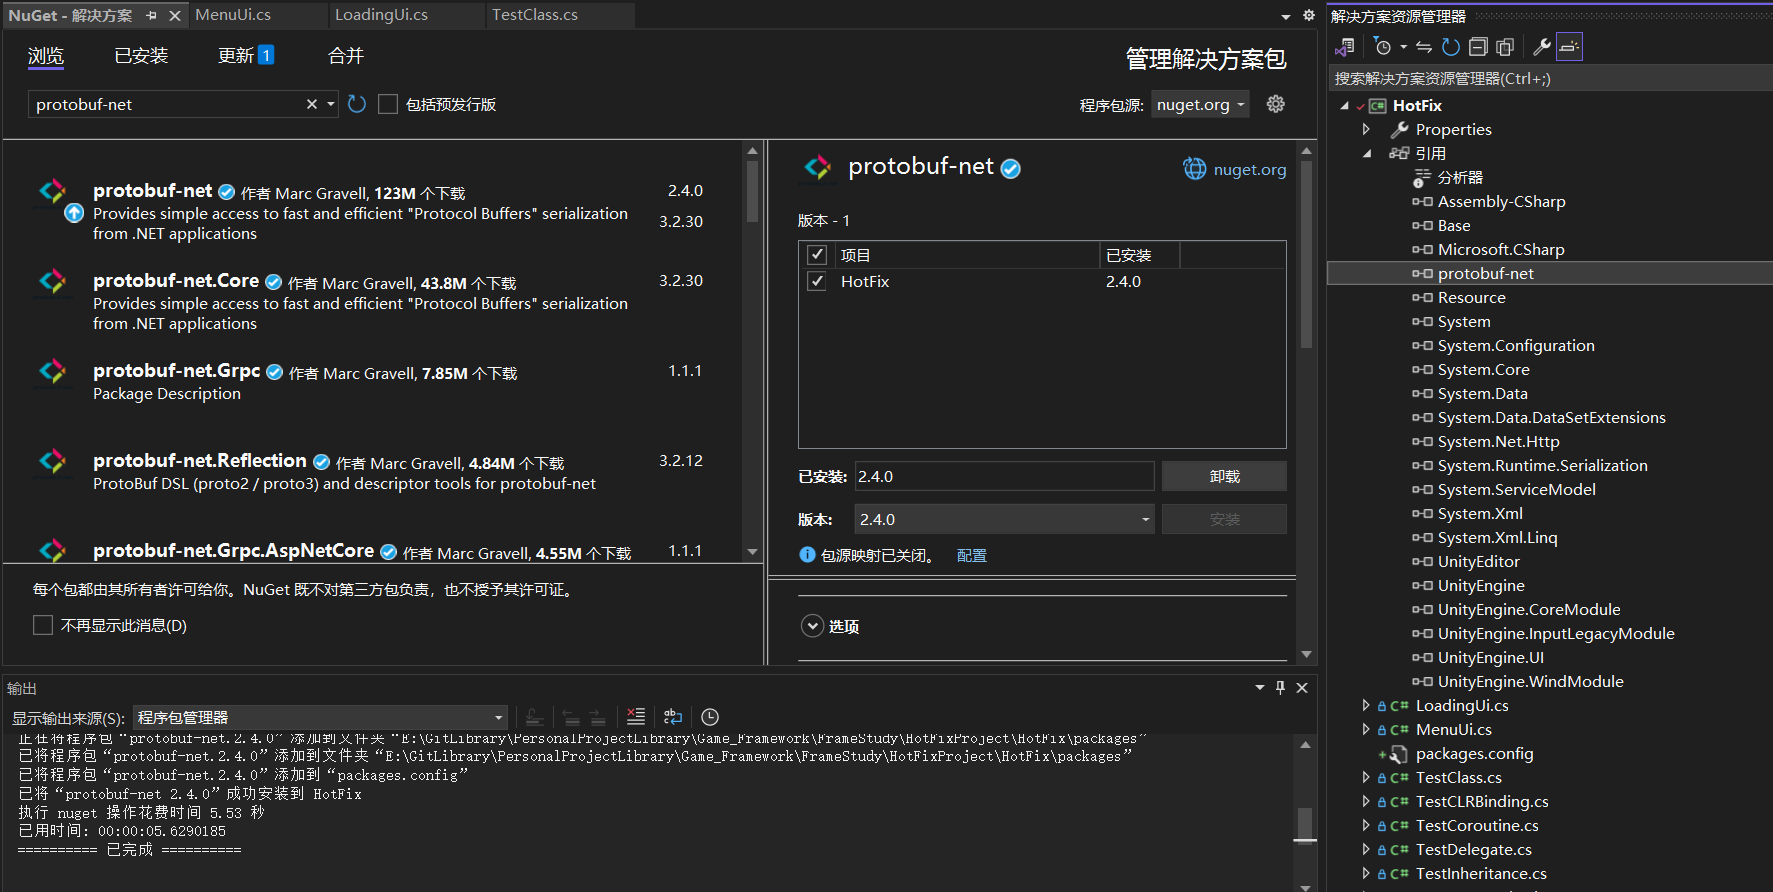 NuGet - 解决方案
MenuUi.cs
LoadingUi.cs
TestClass.cs
浏览
已安装
更新 1
合并
管理解决方案包
protobuf-net
包括预发行版
程序包源: nuget.org
protobuf-net 作者 Marc Gravell, 123M 个下载
2.4.0
Provides simple access to fast and efficient "Protocol Buffers" serialization
3.2.30
from .NET applications
protobuf-net.Core 作者 Marc Gravell, 43.8M 个下载
3.2.30
Provides simple access to fast and efficient "Protocol Buffers" serialization
from .NET applications
protobuf-net.Grpc 作者 Marc Gravell, 7.85M 个下载
1.1.1
Package Description
protobuf-net.Reflection 作者 Marc Gravell, 4.84M 个下载
3.2.12
ProtoBuf DSL (proto2 / proto3) and descriptor tools for protobuf-net
protobuf-net.Grpc.AspNetCore 作者 Marc Gravell, 4.55M 个下载
1.1.1
每个包都由其所有者许可给你。NuGet 既不对第三方包负责，也不授予其许可证。
不再显示此消息(D)
protobuf-net
nuget.org
版本 - 1
项目
已安装
HotFix
2.4.0
已安装: 2.4.0
卸载
版本: 2.4.0
安装
包源映射已关闭。 配置
选项
输出
显示输出来源(S): 程序包管理器
正在将程序包“protobuf-net.2.4.0”添加到文件夹“E:\GitLibrary\PersonalProjectLibrary\Game_Framework\FrameStudy\HotFixProject\HotFix\packages”
已将程序包“protobuf-net.2.4.0”添加到文件夹“E:\GitLibrary\PersonalProjectLibrary\Game_Framework\FrameStudy\HotFixProject\HotFix\packages”
已将程序包“protobuf-net.2.4.0”添加到“packages.config”
已将“protobuf-net 2.4.0”成功安装到 HotFix
执行 nuget 操作花费时间 5.53 秒
已用时间: 00:00:05.6290185
========== 已完成 ==========
解决方案资源管理器
搜索解决方案资源管理器(Ctrl+;)
HotFix
Properties
引用
分析器
Assembly-CSharp
Base
Microsoft.CSharp
protobuf-net
Resource
System
System.Configuration
System.Core
System.Data
System.Data.DataSetExtensions
System.Net.Http
System.Runtime.Serialization
System.ServiceModel
System.Xml
System.Xml.Linq
UnityEditor
UnityEngine
UnityEngine.CoreModule
UnityEngine.InputLegacyModule
UnityEngine.UI
UnityEngine.WindModule
C# LoadingUi.cs
C# MenuUi.cs
packages.config
C# TestClass.cs
C# TestCLRBinding.cs
C# TestCoroutine.cs
C# TestDelegate.cs
C# TestInheritance.cs